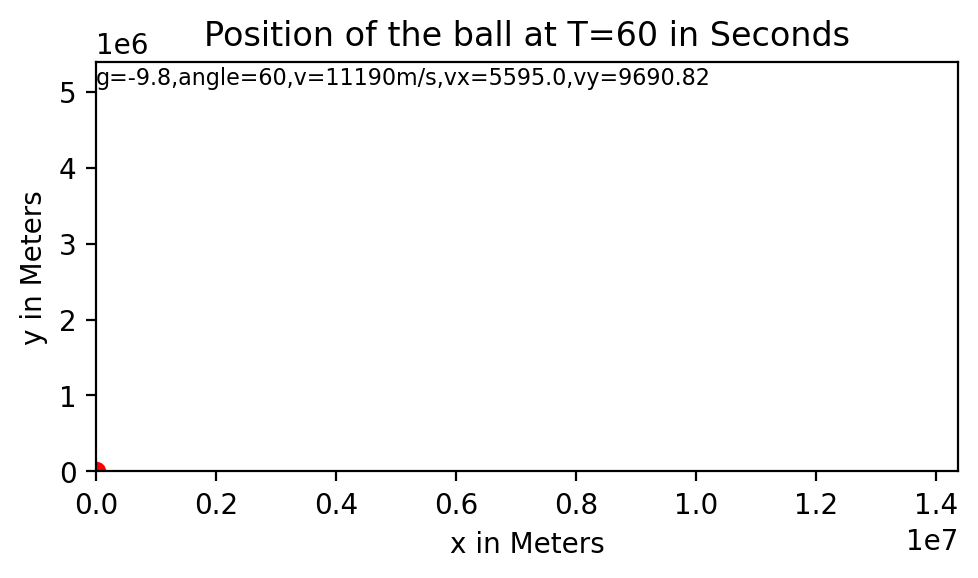 Position of the ball at T=60 in Seconds
1e6
g=-9.8,angle=60,v=11190m/s,vx=5595.0,vy=9690.82
5
4
3
2
1
0
y in Meters
0.0 0.2 0.4 0.6 0.8 1.0 1.2 1.4
x in Meters
1e7